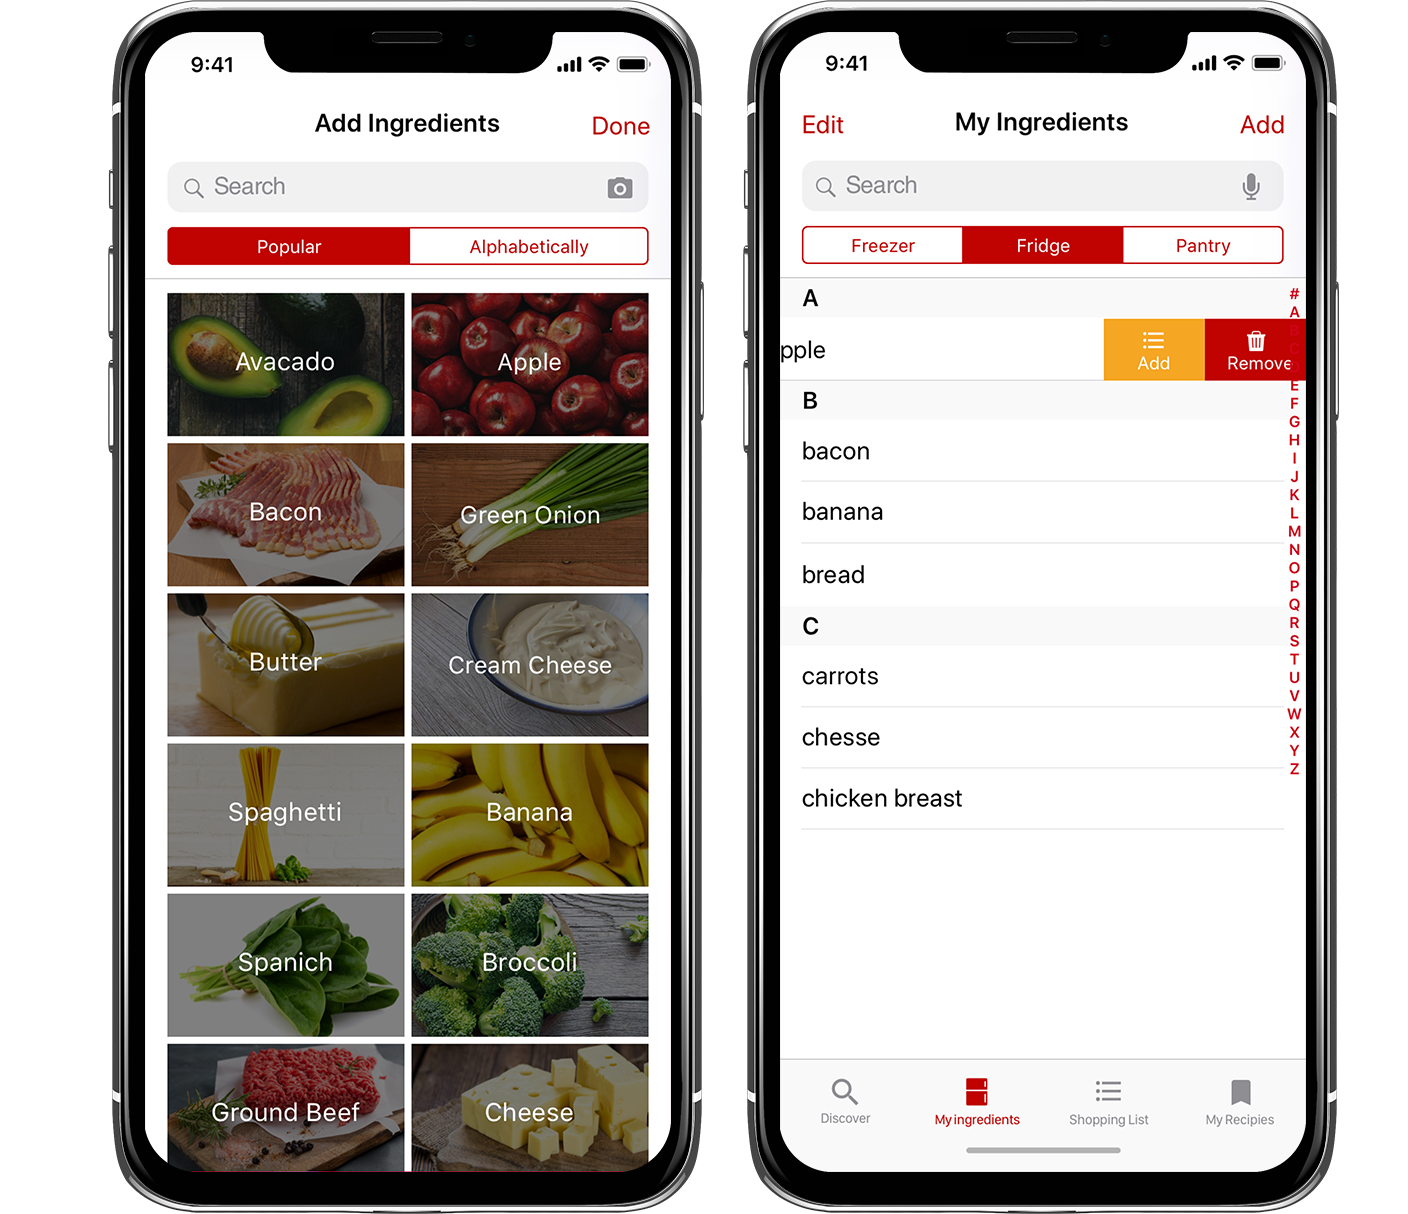 9:41
Add Ingredients
Done
Search
Popular
Alphabetically
Avacado
Apple
Bacon
Green Onion
Butter
Cream Cheese
Spaghetti
Banana
Spanich
Broccoli
Ground Beef
Cheese
9:41
Edit
My Ingredients
Add
Search
Freezer
Fridge
Pantry
A
pple
Add
Remove
B
bacon
banana
bread
C
carrots
chesse
chicken breast
#
A
E
F
G
H
I
J
K
L
M
N
O
P
Q
R
S
T
U
V
W
X
Y
Z
Discover
My ingredients
Shopping List
My Recipies